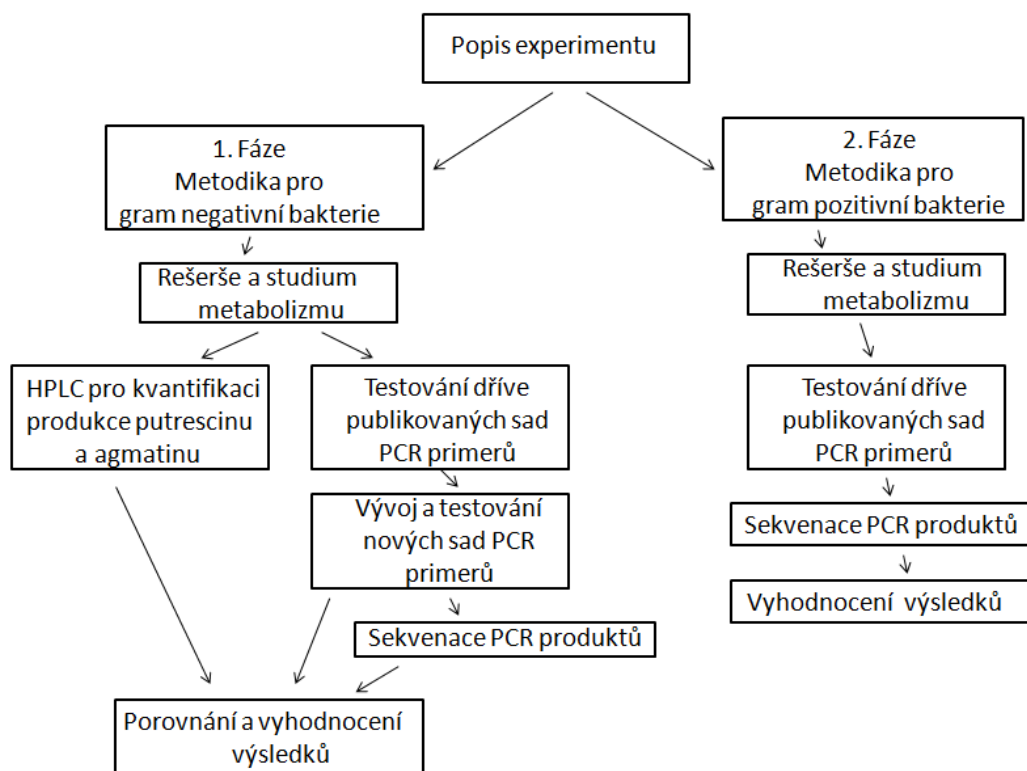 Popis experimentu
1. Fáze
Metodika pro
gram negativní bakterie
2. Fáze
Metodika pro
gram pozitivní bakterie
Rešerše a studium
metabolizmu
Rešerše a studium
metabolizmu
HPLC pro kvantifikaci
produkce putrescinu
a agmatinu
Testování dříve
publikovaných sad
PCR primerů
Testování dříve
publikovaných sad
PCR primerů
Vývoj a testování
nových sad PCR
primerů
Sekvenace PCR produktů
Vyhodnocení výsledků
Sekvenace PCR produktů
Porovnání a vyhodnocení
výsledků